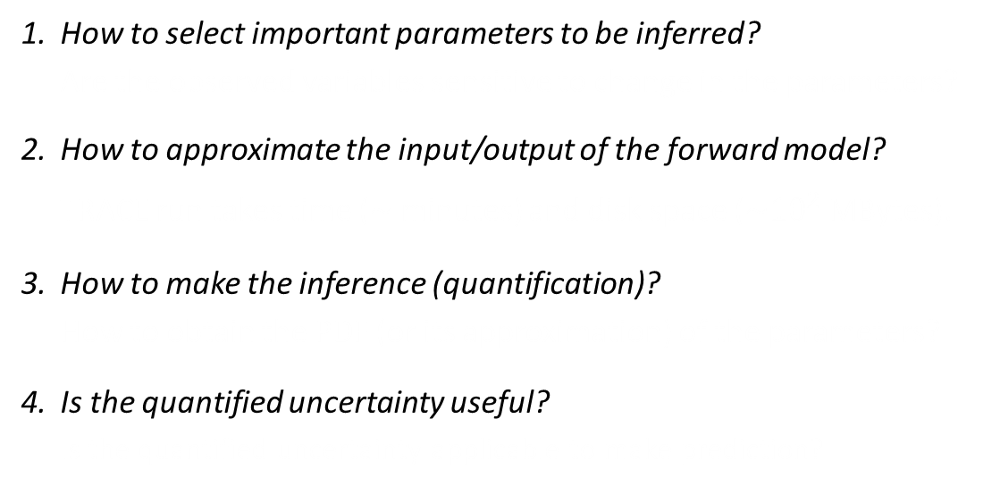 1. How to select important parameters to be inferred?
2. How to approximate the input/output of the forward model?
3. How to make the inference (quantification)?
4. Is the quantified uncertainty useful?